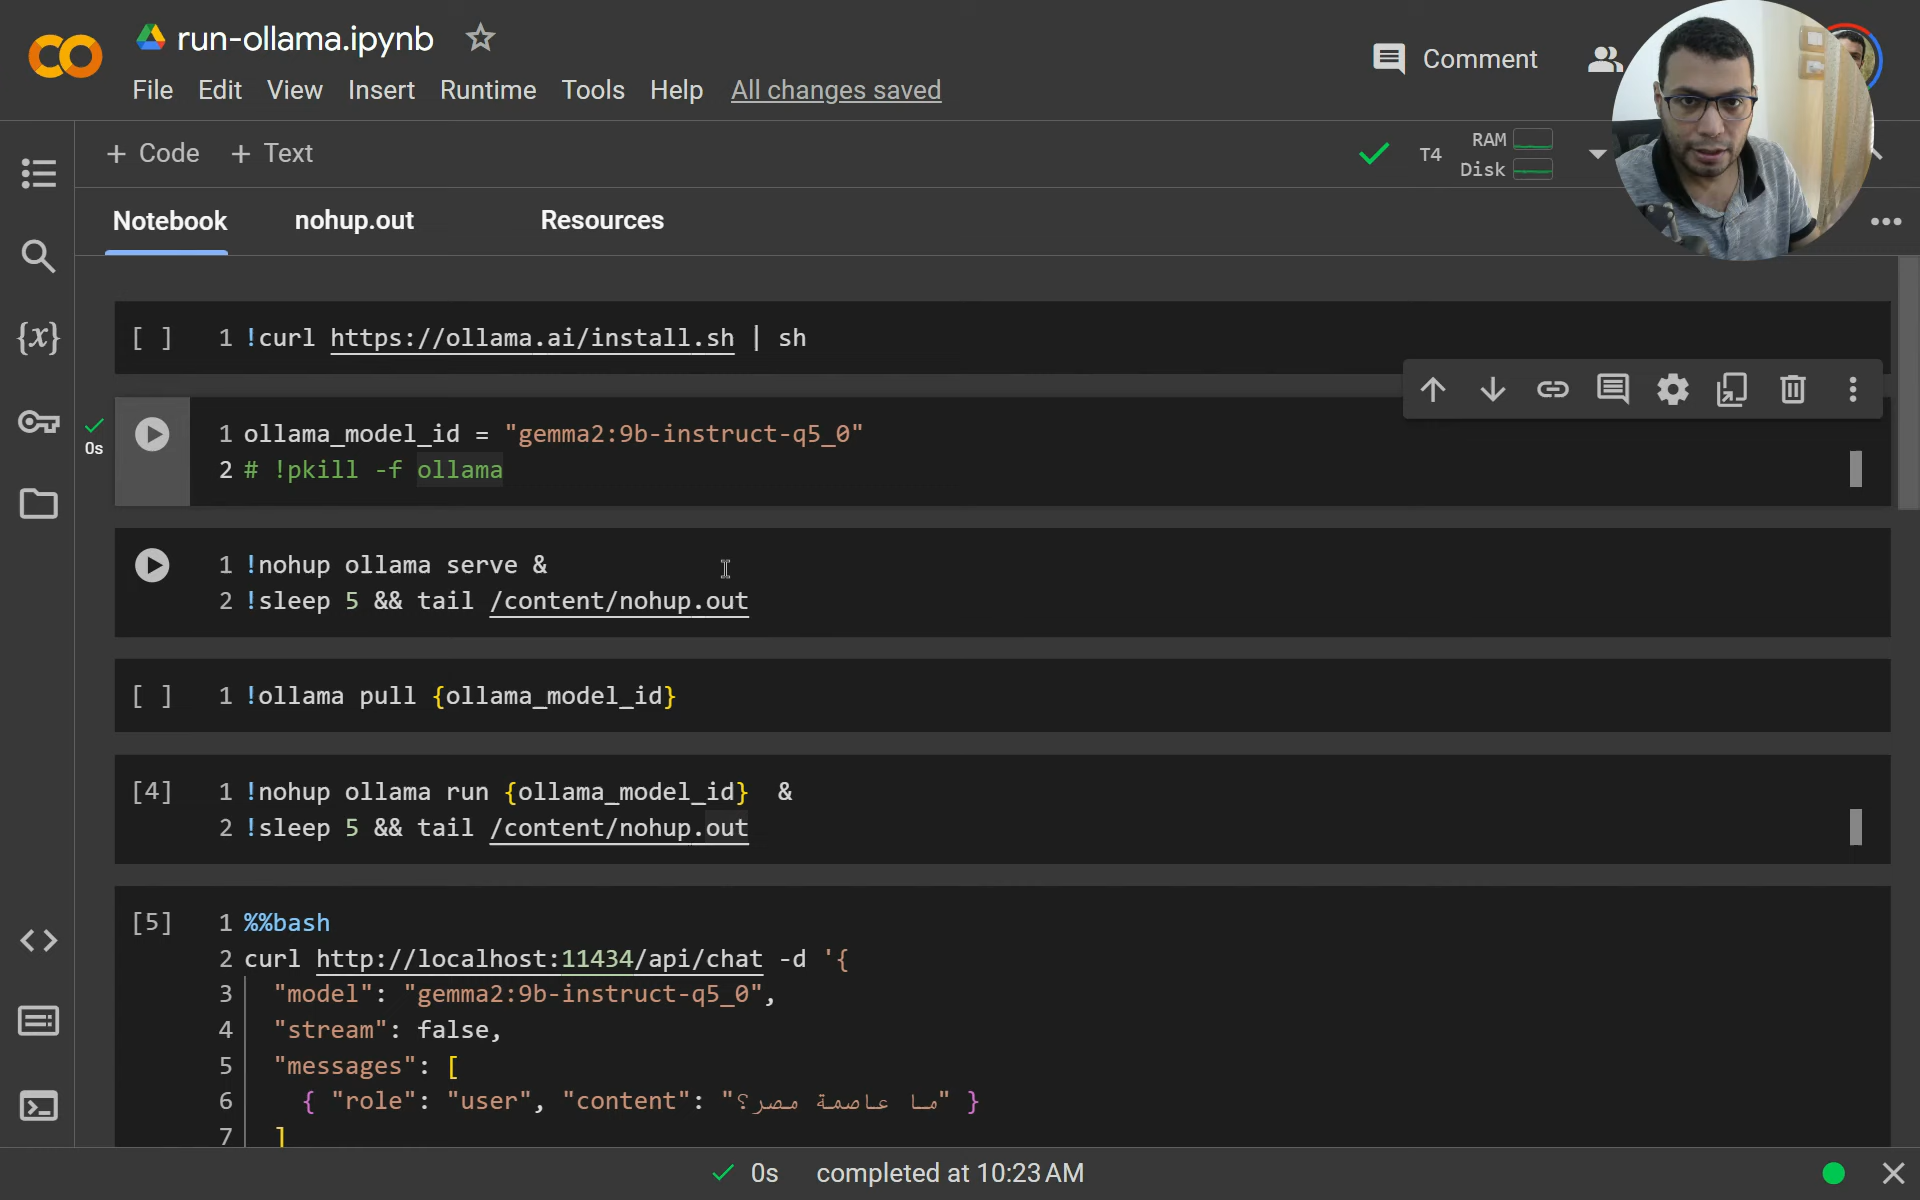 run-ollama.ipynb
File Edit View Insert Runtime Tools Help All changes saved
Comment
+ Code + Text
T4
RAM
Disk
Notebook nohup.out Resources
[ ] 1 !curl https://ollama.ai/install.sh | sh
0s
1 ollama_model_id = "gemma2:9b-instruct-q5_0"
2 # !pkill -f ollama
1 !nohup ollama serve &
2 !sleep 5 && tail /content/nohup.out
[ ] 1 !ollama pull {ollama_model_id}
[4] 1 !nohup ollama run {ollama_model_id}  &
2 !sleep 5 && tail /content/nohup.out
[5] 1 %%bash
2 curl http://localhost:11434/api/chat -d '{
3 "model": "gemma2:9b-instruct-q5_0",
4 "stream": false,
5 "messages": [
6 { "role": "user", "content": "ما عاصمة مصر؟" }
7 ]
0s completed at 10:23 AM